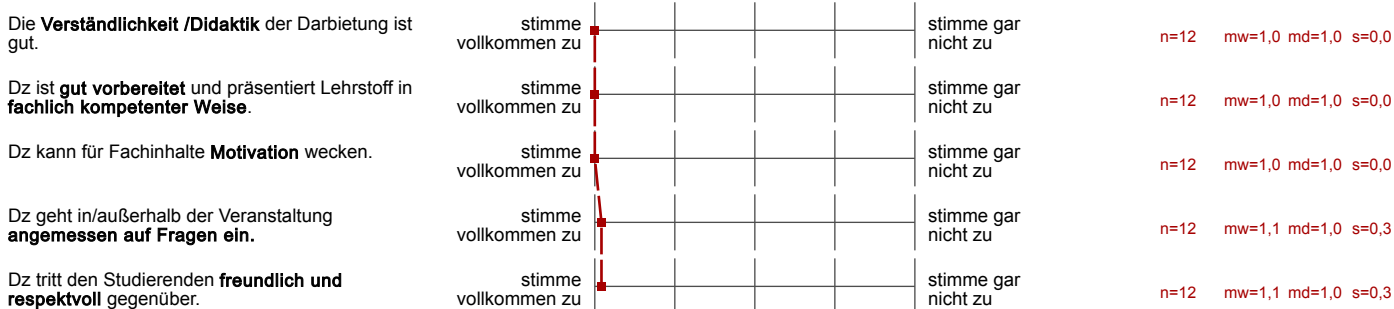 Die Verständlichkeit /Didaktik der Darbietung ist
gut.
stimme
vollkommen zu
stimme gar
nicht zu
n=12 mw=1,0 md=1,0 s=0,0
Dz ist gut vorbereitet und präsentiert Lehrstoff in
fachlich kompetenter Weise.
stimme
vollkommen zu
stimme gar
nicht zu
n=12 mw=1,0 md=1,0 s=0,0
Dz kann für Fachinhalte Motivation wecken.
stimme
vollkommen zu
stimme gar
nicht zu
n=12 mw=1,0 md=1,0 s=0,0
Dz geht in/außerhalb der Veranstaltung
angemessen auf Fragen ein.
stimme
vollkommen zu
stimme gar
nicht zu
n=12 mw=1,1 md=1,0 s=0,3
Dz tritt den Studierenden freundlich und
respektvoll gegenüber.
stimme
vollkommen zu
stimme gar
nicht zu
n=12 mw=1,1 md=1,0 s=0,3